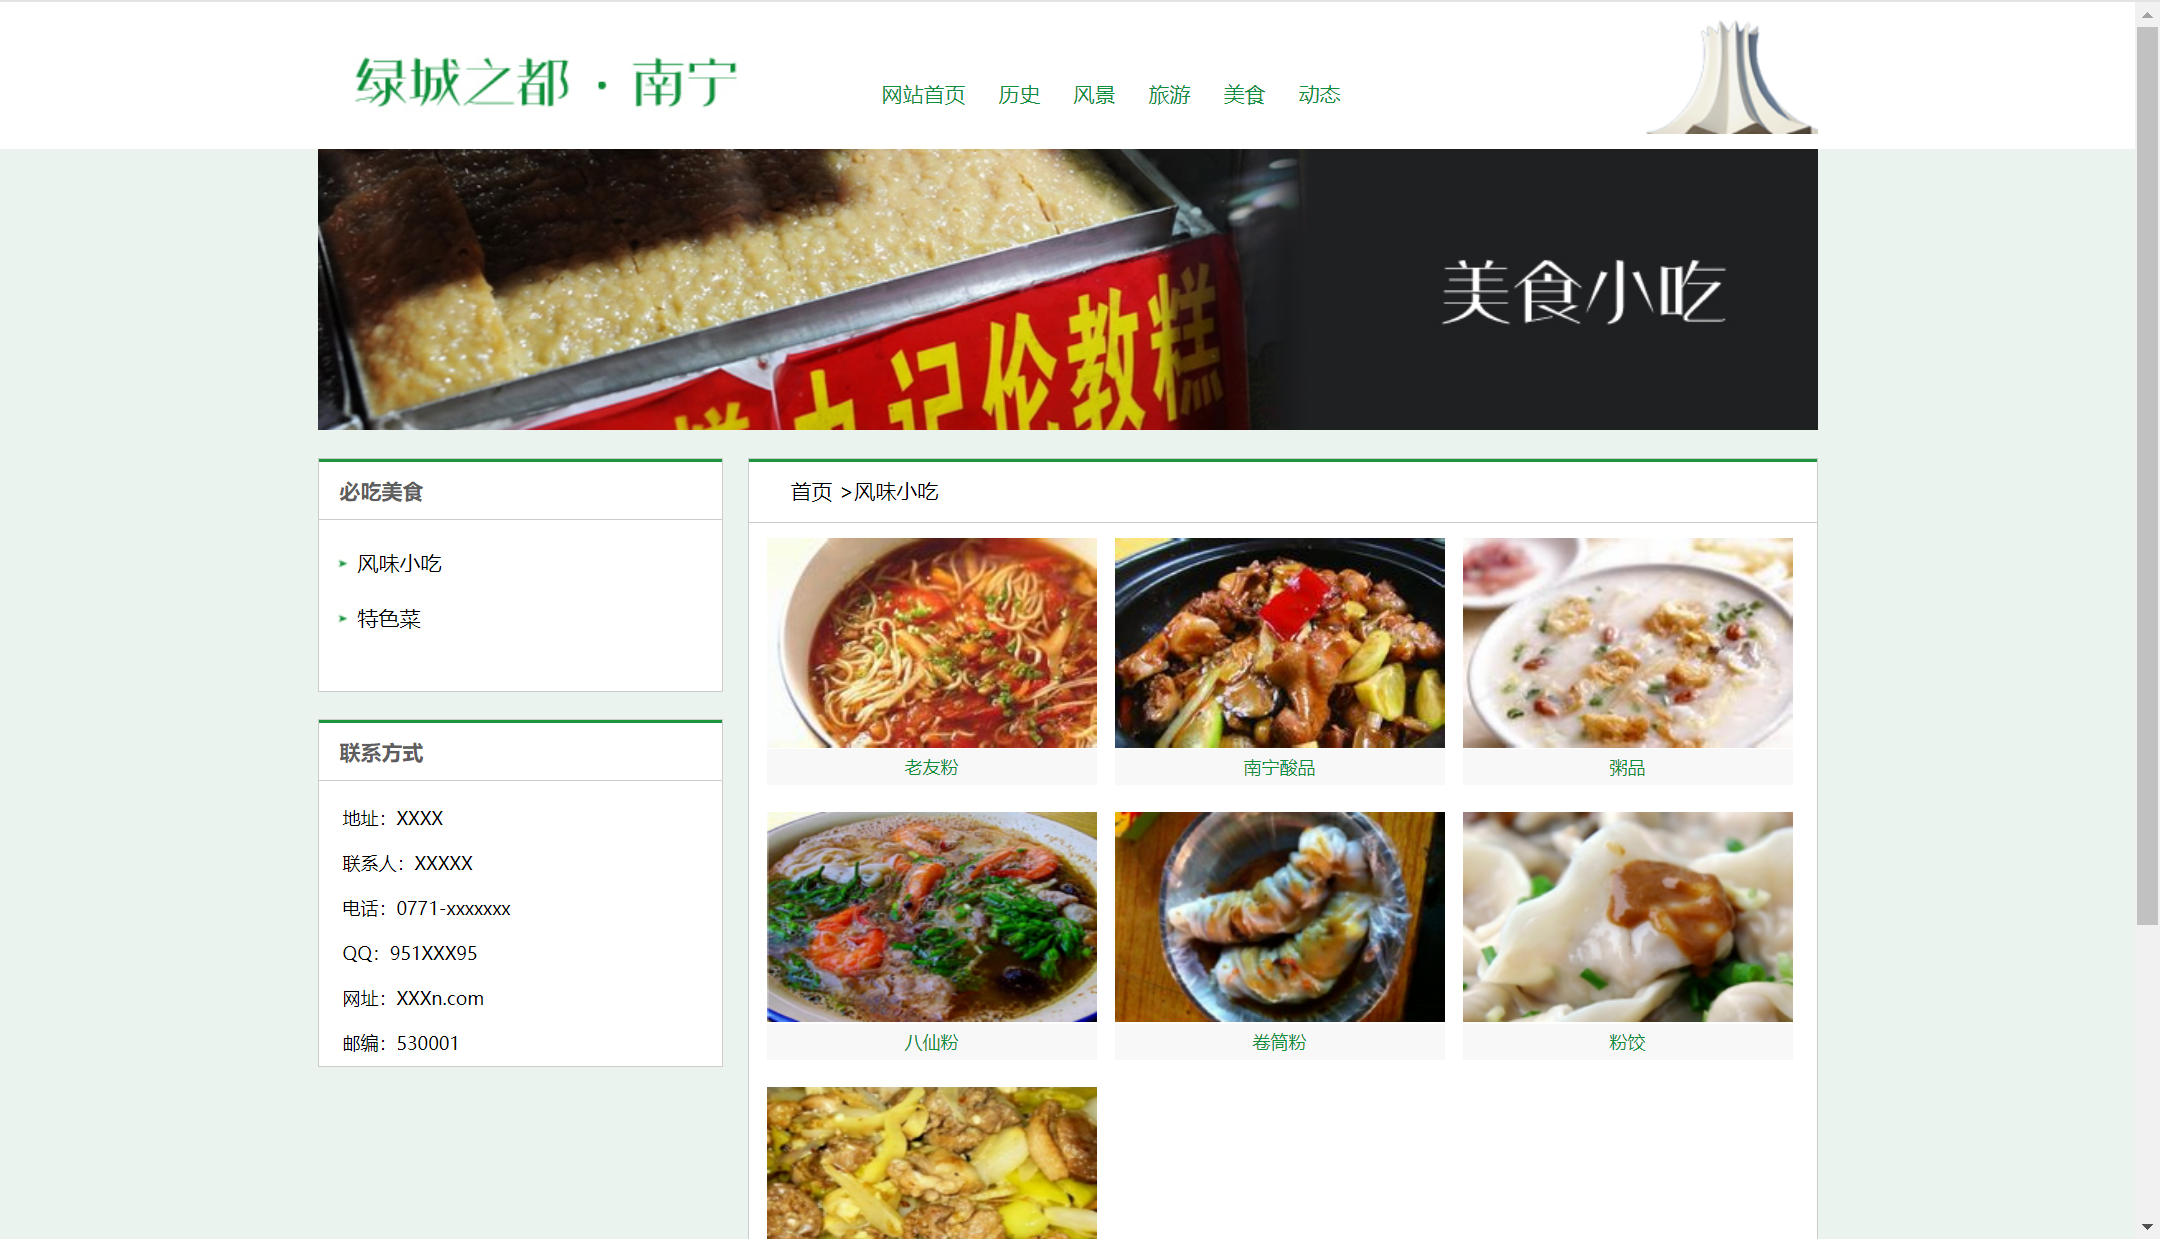 绿城之都·南宁
网站首页 历史 风景 旅游 美食 动态
记伦教糕
美食小吃
必吃美食
风味小吃
特色菜
联系方式
地址：XXXX
联系人：XXXXX
电话：0771-xxxxxxx
QQ：951XXX95
网址：XXXn.com
邮编：530001
首页 >风味小吃
老友粉
南宁酸品
粥品
八仙粉
卷筒粉
粉饺